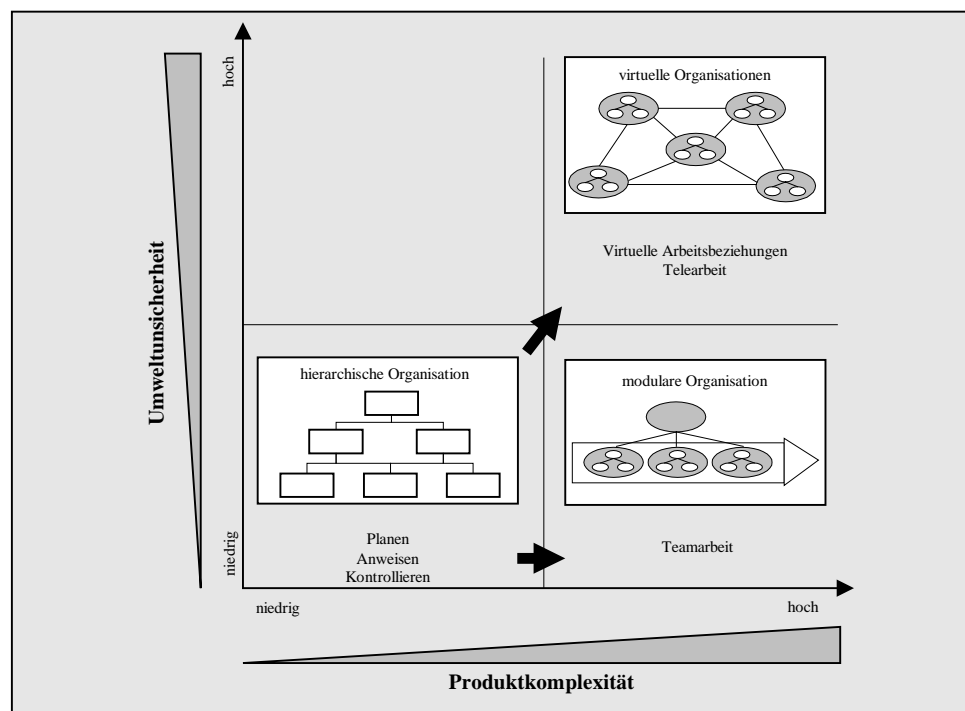 hoch
virtuelle Organisationen
Virtuelle Arbeitsbeziehungen
Telearbeit
Umweltunsicherheit
hierarchische Organisation
modulare Organisation
Planen
Anweisen
Kontrollieren
Teamarbeit
niedrig
niedrig
hoch
Produktkomplexität